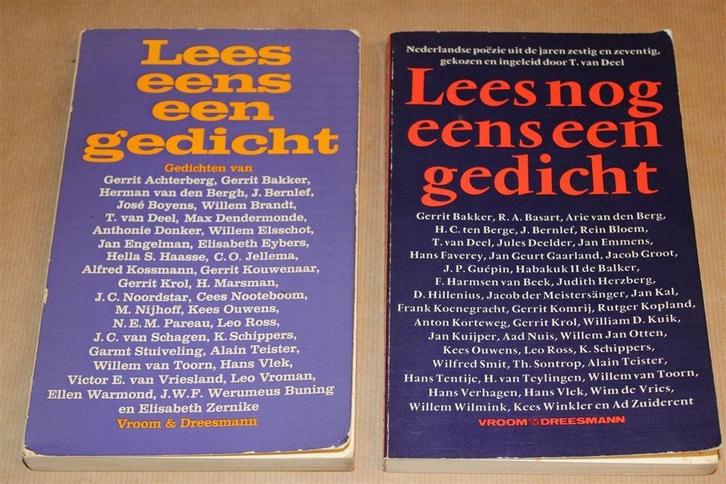 Lees
eens
een
gedicht
Gedichten van
Gerrit Achterberg, Gerrit Bakker,
Herman van den Bergh, J. Bernlef,
José Boyens, Willem Brandt,
T. van Deel, Max Dendermonde,
Anthonie Donker, Willem Elsschot,
Jan Engelman, Elisabeth Eybers,
Hella S. Haasse, C.O. Jellema,
Alfred Kossmann, Gerrit Kouwenaar,
Gerrit Krol, H. Marsman,
J.C. Noordstar, Cees Nooteboom,
M. Nijhoff, Kees Ouwens,
N.E.M. Pareau, Leo Ross,
J.C. van Schagen, K. Schippers,
Garmt Stuiveling, Alain Teister,
Willem van Toorn, Hans Vlek,
Victor E. van Vriesland, Leo Vroman,
Ellen Warmond, J.W.F. Werumeus Buning
en Elisabeth Zernike
Vroom & Dreesmann
Nederlandse poëzie uit de jaren zestig en zeventig,
gekozen en ingeleid door T. van Deel
Lees nog
eens een
gedicht
Gerrit Bakker, R. A. Basart, Arie van den Berg,
H. C. ten Berge, J. Bernlef, Rein Bloem,
T. van Deel, Jules Deelder, Jan Emmens,
Hans Faverey, Jan Geurt Gaarland, Jacob Groot,
J. P. Guépin, Habakuk II de Balker,
F. Harmsen van Beek, Judith Herzberg,
D. Hillenius, Jacob der Meistersänger, Jan Kal,
Frank Koenegracht, Gerrit Komrij, Rutger Kopland,
Anton Korteweg, Gerrit Krol, William D. Kuik,
Jan Kuijper, Aad Nuis, Willem Jan Otten,
Kees Ouwens, Leo Ross, K. Schippers,
Wilfred Smit, Th. Sontrop, Alain Teister,
Hans Tentije, H. van Teylingen, Willem van Toorn,
Hans Verhagen, Hans Vlek, Wim de Vries,
Willem Wilmink, Kees Winkler en Ad Zuiderent
VROOM DREESMANN